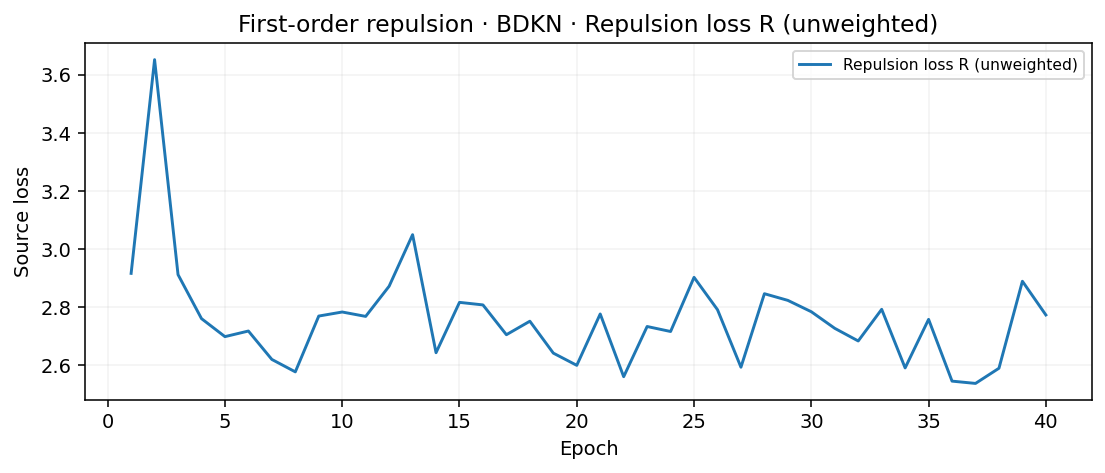 First-order repulsion · BDKN · Repulsion loss R (unweighted)
Repulsion loss R (unweighted)
Source loss
3.6
3.4
3.2
3.0
2.8
2.6
0 5 10 15 20 25 30 35 40
Epoch